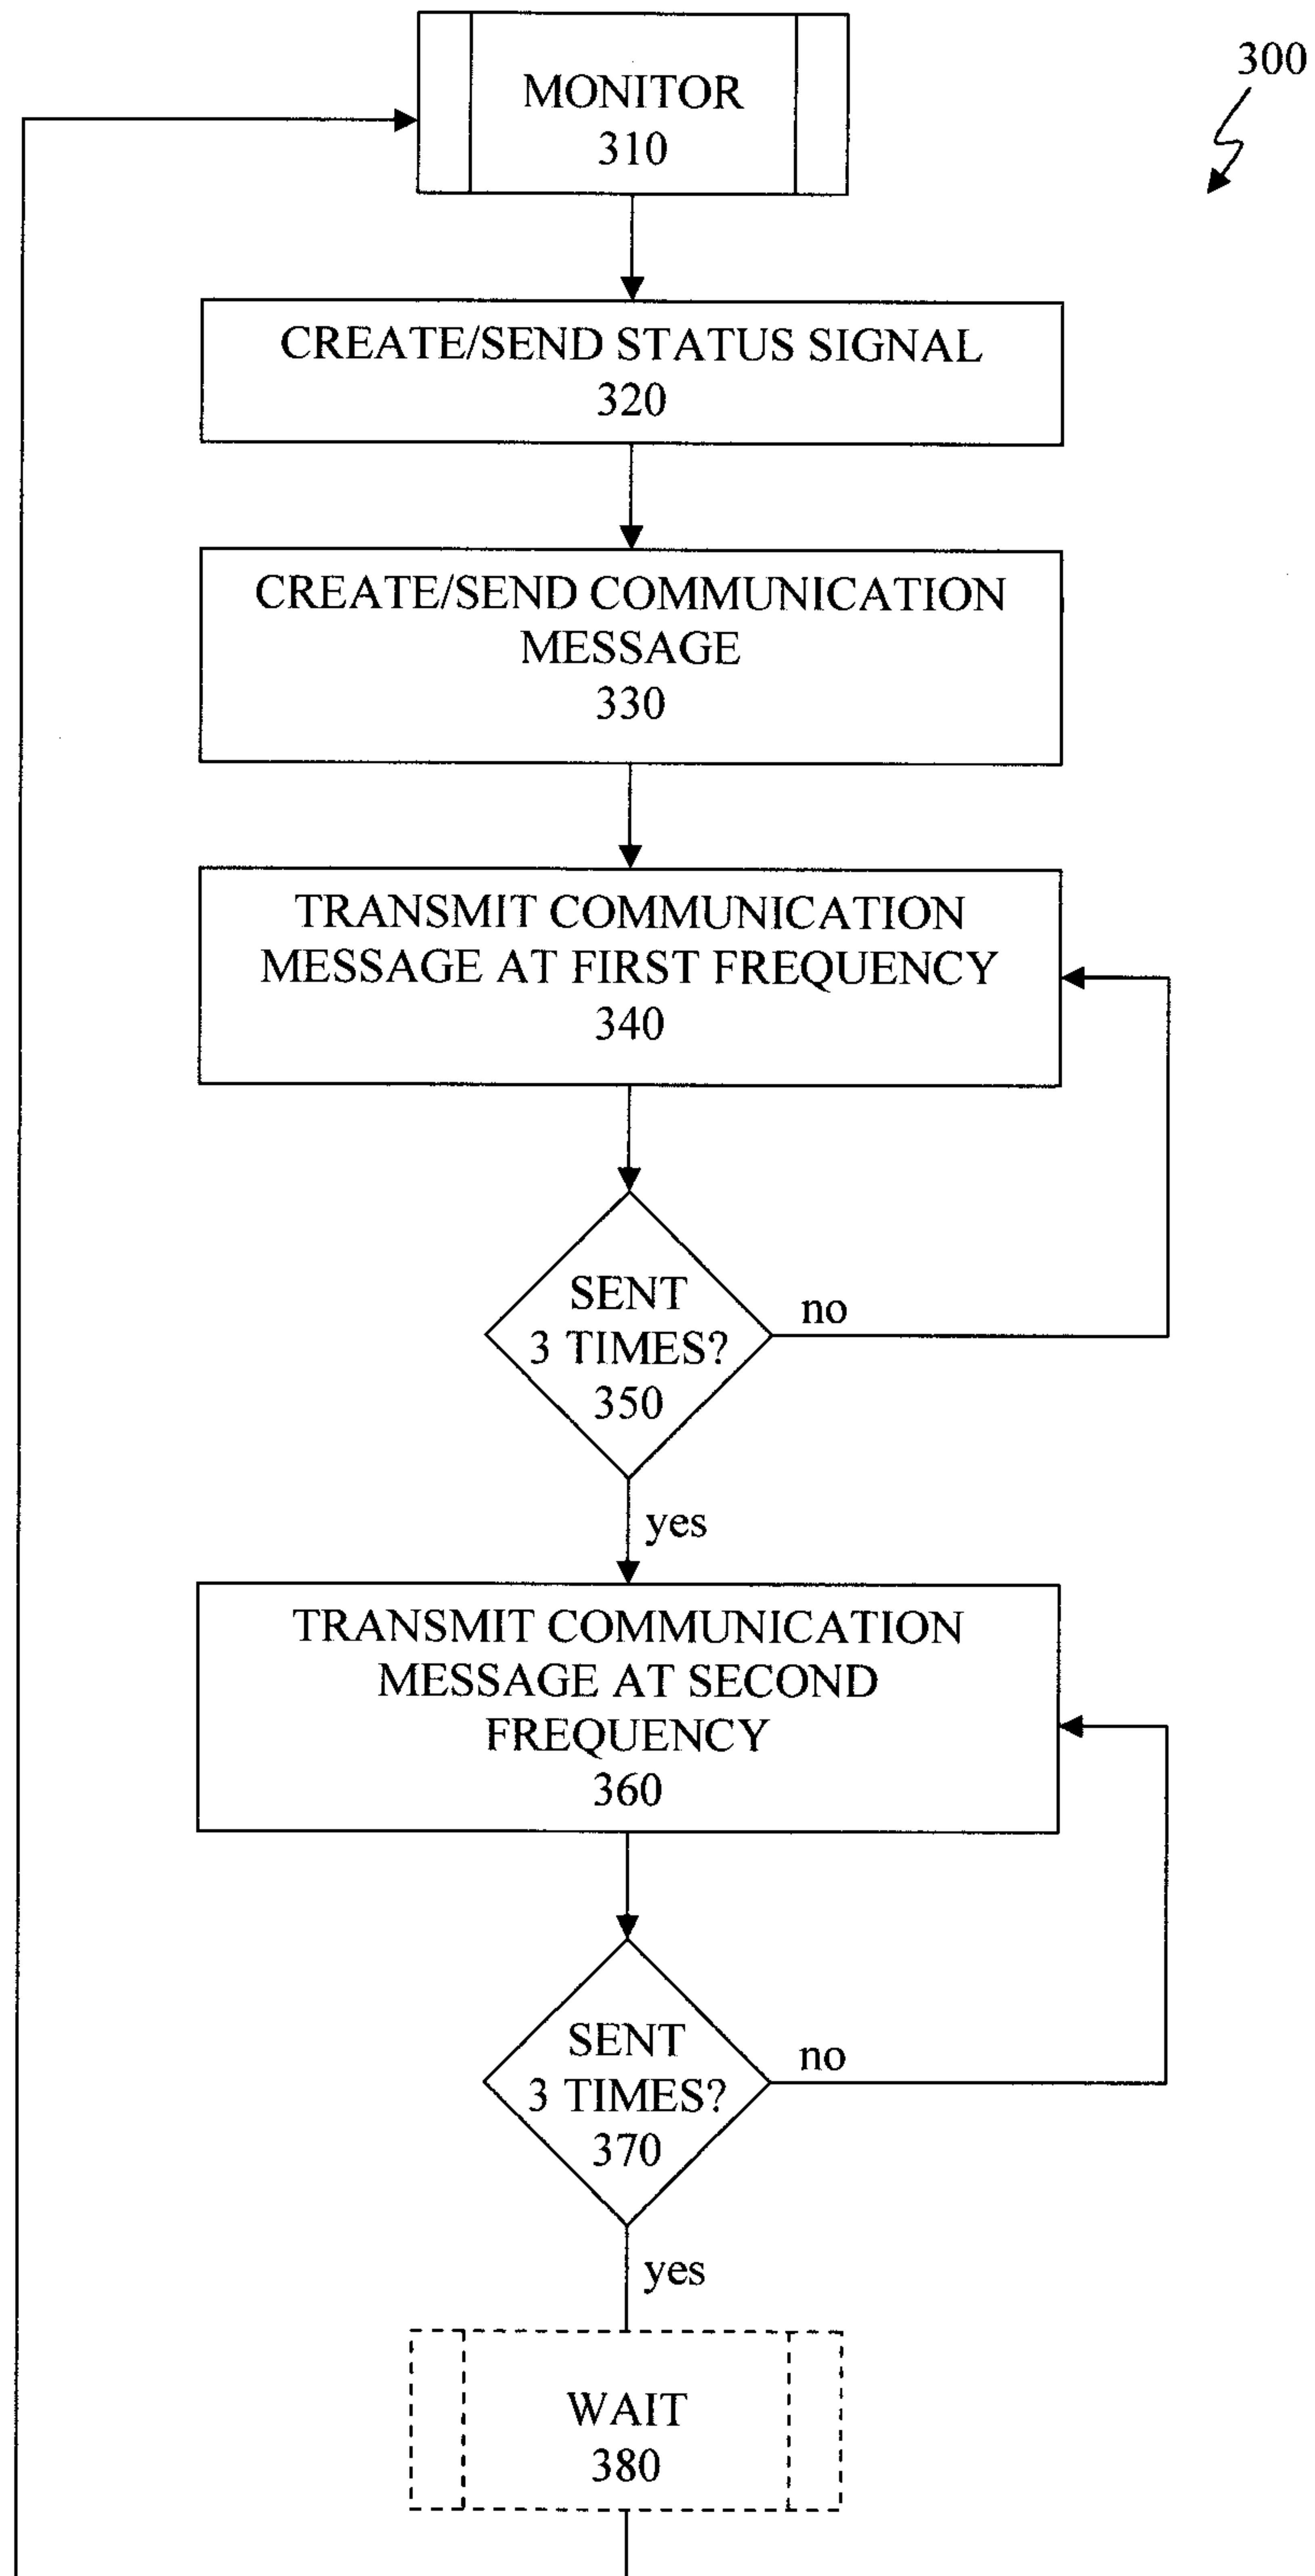 300
MONITOR
310
CREATE/SEND STATUS SIGNAL
320
CREATE/SEND COMMUNICATION
MESSAGE
330
TRANSMIT COMMUNICATION
MESSAGE AT FIRST FREQUENCY
340
SENT
3 TIMES?
350
no
yes
TRANSMIT COMMUNICATION
MESSAGE AT SECOND
FREQUENCY
360
SENT
3 TIMES?
370
no
yes
WAIT
380